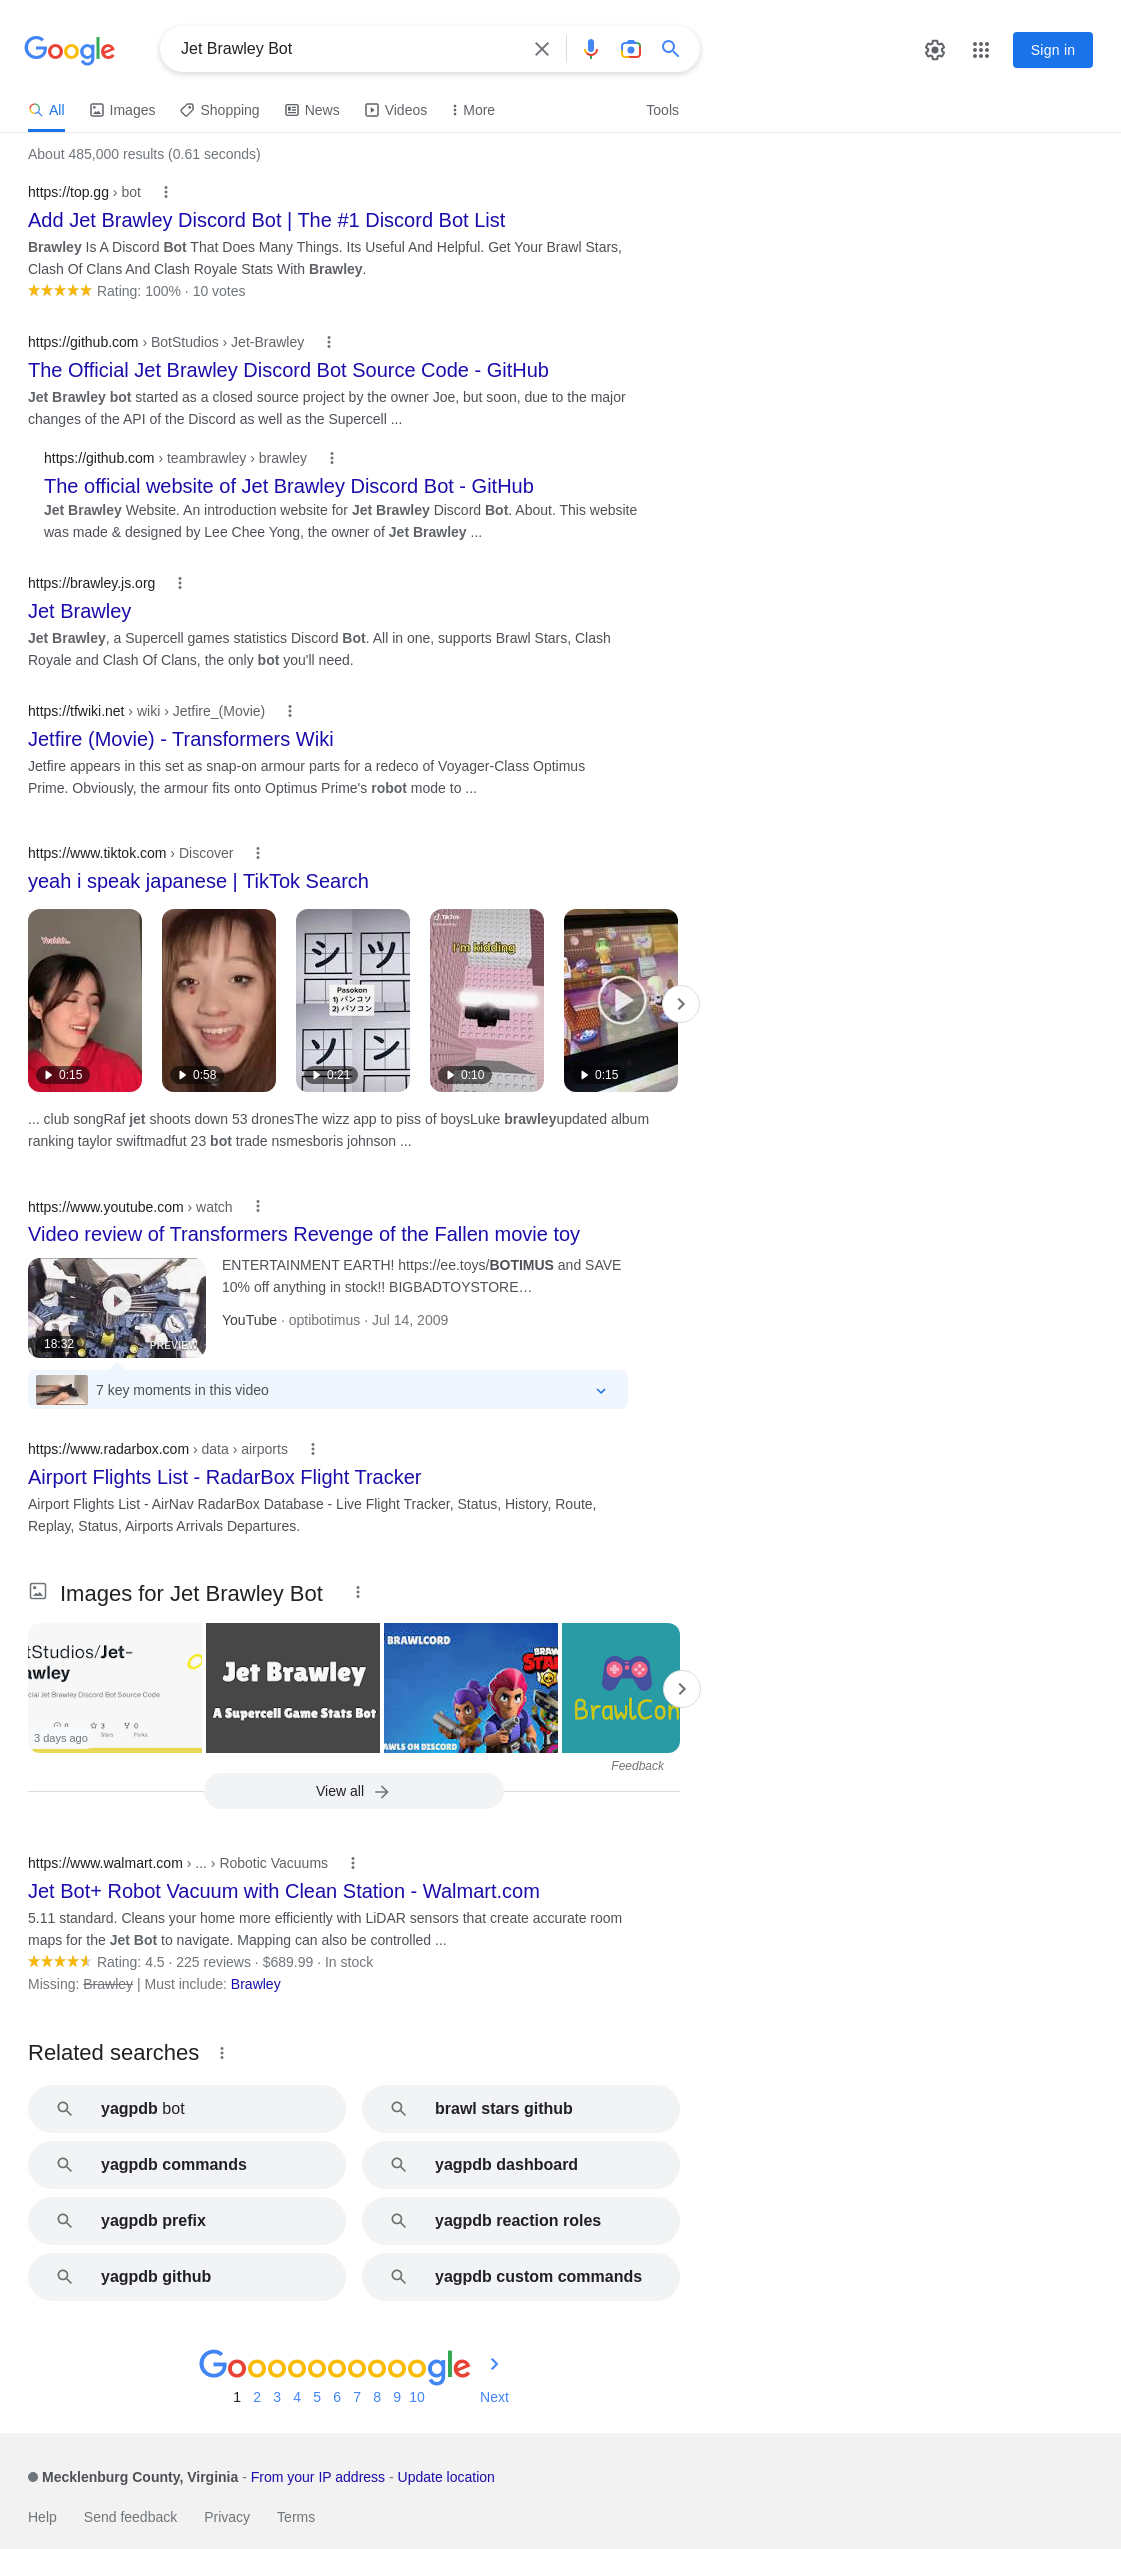 Google
Jet Brawley Bot
Sign in
All
Images
Shopping
News
Videos
More
Tools
About 485,000 results (0.61 seconds)
https://top.gg › bot
Add Jet Brawley Discord Bot | The #1 Discord Bot List
Brawley Is A Discord Bot That Does Many Things. Its Useful And Helpful. Get Your Brawl Stars,
Clash Of Clans And Clash Royale Stats With Brawley.
Rating: 100% · 10 votes
https://github.com › BotStudios › Jet-Brawley
The Official Jet Brawley Discord Bot Source Code - GitHub
Jet Brawley bot started as a closed source project by the owner Joe, but soon, due to the major
changes of the API of the Discord as well as the Supercell ...
https://github.com › teambrawley › brawley
The official website of Jet Brawley Discord Bot - GitHub
Jet Brawley Website. An introduction website for Jet Brawley Discord Bot. About. This website
was made & designed by Lee Chee Yong, the owner of Jet Brawley ...
https://brawley.js.org
Jet Brawley
Jet Brawley, a Supercell games statistics Discord Bot. All in one, supports Brawl Stars, Clash
Royale and Clash Of Clans, the only bot you'll need.
https://tfwiki.net › wiki › Jetfire_(Movie)
Jetfire (Movie) - Transformers Wiki
Jetfire appears in this set as snap-on armour parts for a redeco of Voyager-Class Optimus
Prime. Obviously, the armour fits onto Optimus Prime's robot mode to ...
https://www.tiktok.com › Discover
yeah i speak japanese | TikTok Search
Yeahhh..
0:15
0:58
シ
ツ
Pasokon
1) パンコソ
2) パソコン
ソ
ン
0:21
TikTok
I'm kidding
0:10
0:15
... club songRaf jet shoots down 53 dronesThe wizz app to piss of boysLuke brawleyupdated album
ranking taylor swiftmadfut 23 bot trade nsmesboris johnson ...
https://www.youtube.com › watch
Video review of Transformers Revenge of the Fallen movie toy
ENTERTAINMENT EARTH! https://ee.toys/BOTIMUS and SAVE
10% off anything in stock!! BIGBADTOYSTORE…
YouTube · optibotimus · Jul 14, 2009
18:32
PREVIEW
7 key moments in this video
https://www.radarbox.com › data › airports
Airport Flights List - RadarBox Flight Tracker
Airport Flights List - AirNav RadarBox Database - Live Flight Tracker, Status, History, Route,
Replay, Status, Airports Arrivals Departures.
Images for Jet Brawley Bot
tStudios/Jet-
awley
cial Jet Brawley Discord Bot Source Code
0
3
Stars
0
Forks
3 days ago
Jet Brawley
A Supercell Game Stats Bot
BRAWLCORD
BRAW
STA
AWLS ON DISCORD
BrawlCon
Feedback
View all
https://www.walmart.com › ... › Robotic Vacuums
Jet Bot+ Robot Vacuum with Clean Station - Walmart.com
5.11 standard. Cleans your home more efficiently with LiDAR sensors that create accurate room
maps for the Jet Bot to navigate. Mapping can also be controlled ...
Rating: 4.5 · 225 reviews · $689.99 · In stock
Missing: Brawley | Must include: Brawley
Related searches
yagpdb bot
brawl stars github
yagpdb commands
yagpdb dashboard
yagpdb prefix
yagpdb reaction roles
yagpdb github
yagpdb custom commands
Goooooooooogle
1 2 3 4 5 6 7 8 9 10 Next
Mecklenburg County, Virginia - From your IP address - Update location
Help
Send feedback
Privacy
Terms